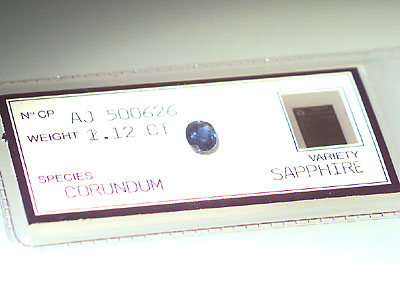 N° CP AJ 500626
WEIGHT 1.12 CT
SPECIES
CORUNDUM
VARIETY
SAPPHIRE